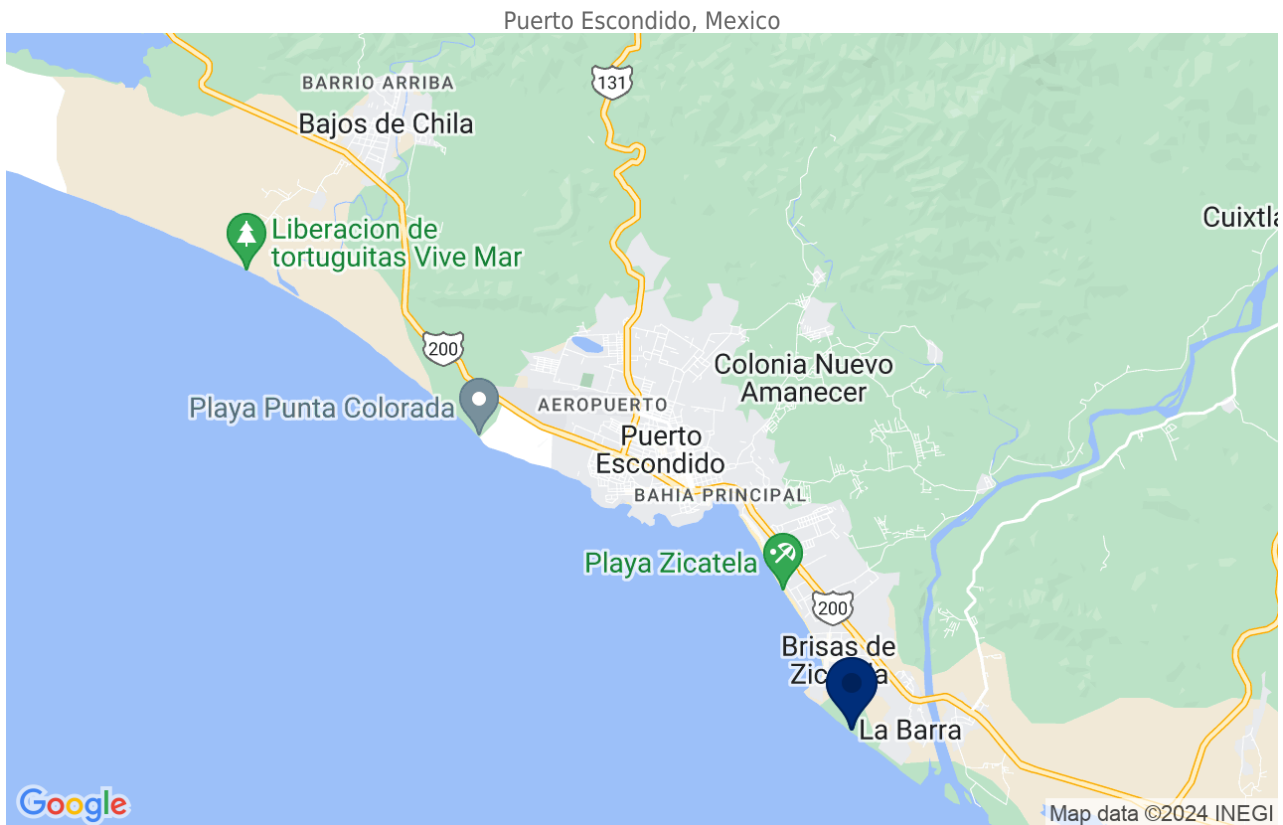 Puerto Escondido, Mexico
BARRIO ARRIBA
131
Bajos de Chila
Cuixtla
Liberacion de
tortuguitas Vive Mar
200
Colonia Nuevo
Amanecer
Playa Punta Colorada
AEROPUERTO
Puerto
Escondido
BAHIA PRINCIPAL
Playa Zicatela
200
Brisas de
La Barra
Google
Map data ©2024 INEGI